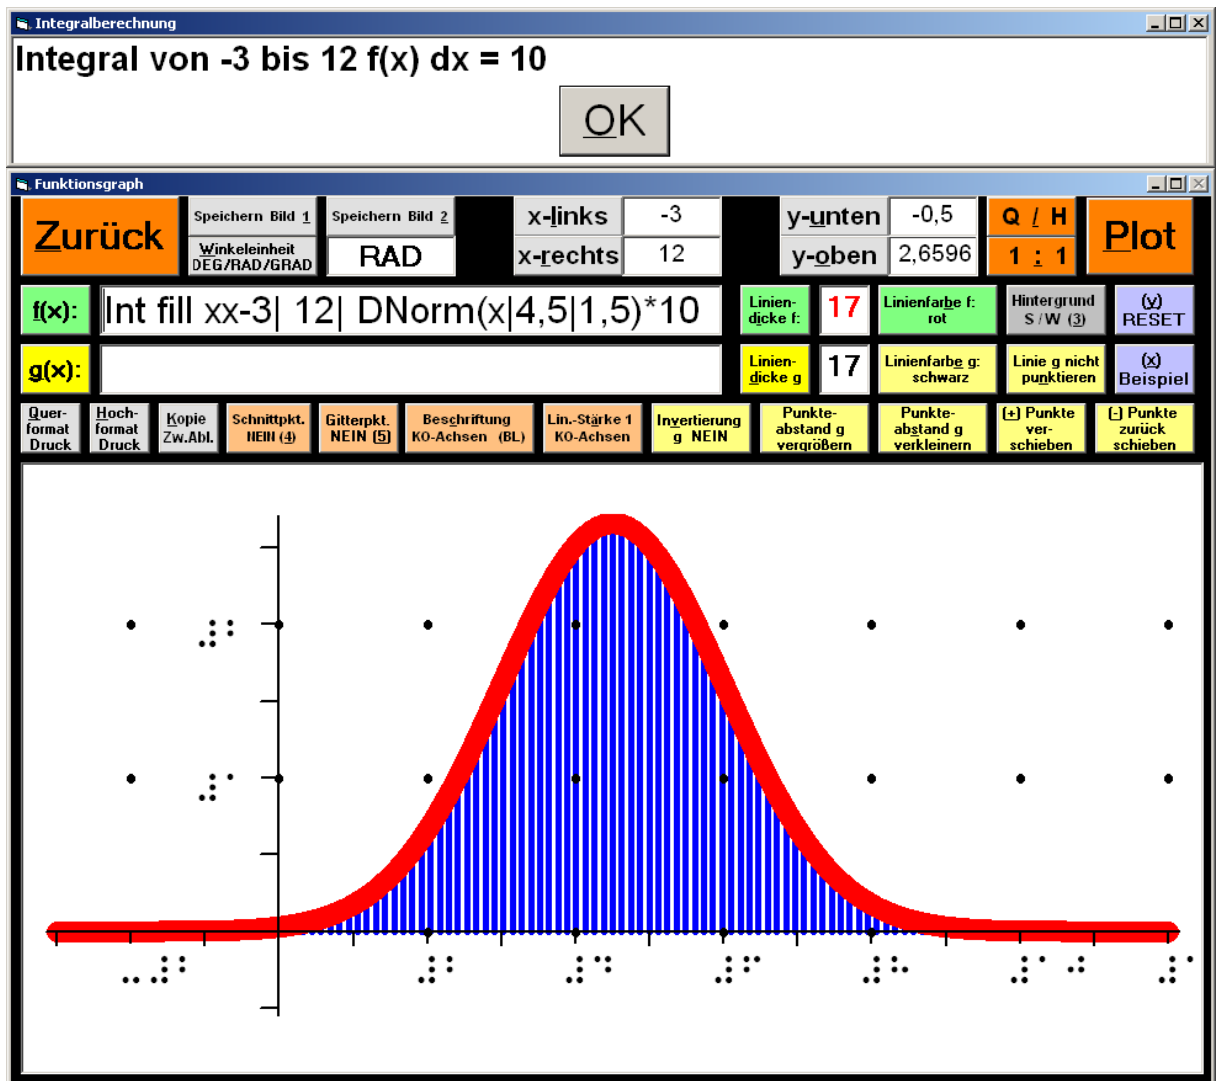 Integralberechnung
Integral von -3 bis 12 f(x) dx = 10
OK
Funktionsgraph
Zurück
Speichern Bild 1
Speichern Bild 2
x-links
-3
y-unten
-0,5
Q / H
Plot
Winkeleinheit
DEG/RAD/GRAD
RAD
x-rechts
12
y-oben
2,6596
1 : 1
f(x):
Int fill xx-3| 12| DNorm(x|4,5|1,5)*10
Linien-
dicke f:
17
Linienfarbe f:
rot
Hintergrund
S / W (3)
(y)
RESET
g(x):
Linien-
dicke g
17
Linienfarbe g:
schwarz
Linie g nicht
punktieren
(x)
Beispiel
Quer-
format
Druck
Hoch-
format
Druck
Kopie
Zw.Abl.
Schnittpkt.
NEIN (4)
Gitterpkt.
NEIN (5)
Beschriftung
KO-Achsen (BL)
Lin.-Stärke 1
KO-Achsen
Invertierung
g NEIN
Punkte-
abstand g
vergrößern
Punkte-
abstand g
verkleinern
(+) Punkte
ver-
schieben
(-) Punkte
zurück
schieben
⠼⠃
⠼⠁
⠤⠼⠃
⠼⠃
⠼⠙
⠼⠋
⠼⠓
⠼⠁⠚
⠼⠁